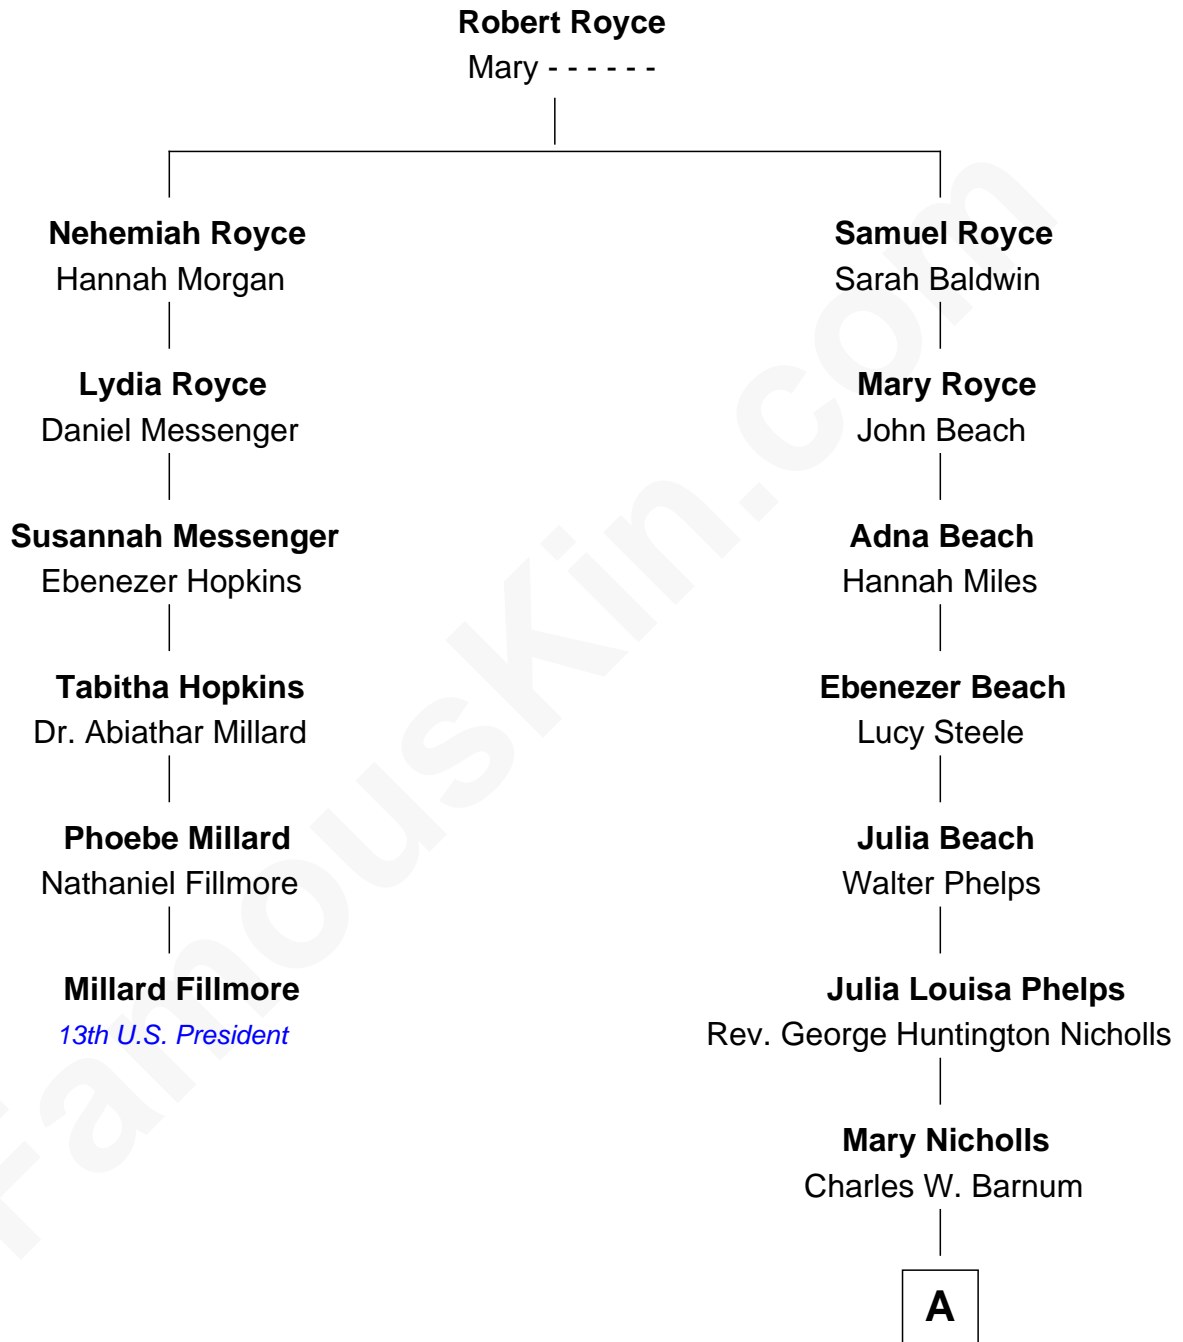 Robert Royce
Mary - - - - - -
Nehemiah Royce
Hannah Morgan
Samuel Royce
Sarah Baldwin
Lydia Royce
Daniel Messenger
Mary Royce
John Beach
Susannah Messenger
Ebenezer Hopkins
Adna Beach
Hannah Miles
Tabitha Hopkins
Dr. Abiathar Millard
Ebenezer Beach
Lucy Steele
Phoebe Millard
Nathaniel Fillmore
Julia Beach
Walter Phelps
Millard Fillmore
13th U.S. President
Julia Louisa Phelps
Rev. George Huntington Nicholls
Mary Nicholls
Charles W. Barnum
A
FamousKin.com